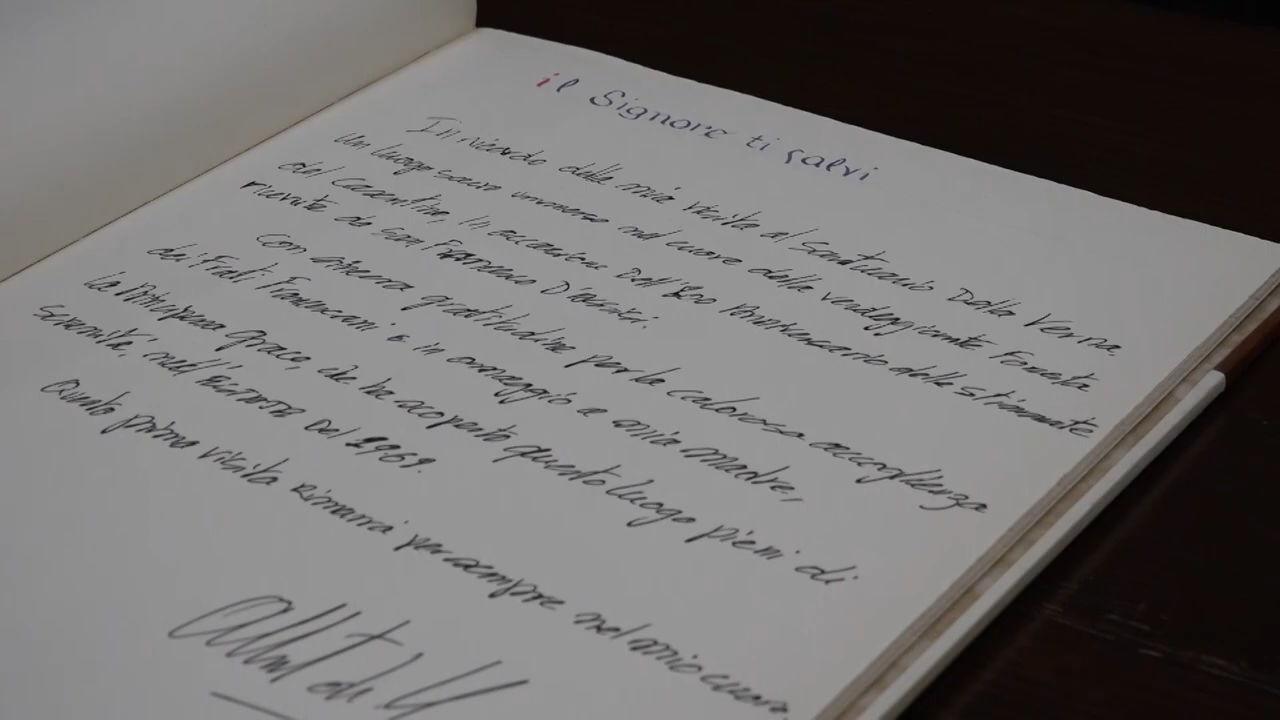 il Signore ti salvi
In ricordo della mia visita al Santuario Della Verna,
un luogo sacro immerso nel cuore della verdeggiante Foresta
del Casentino, in occasione Dell'800 Anniversario delle stimmate
ricevute da San Francesco D'Assisi.
Con sincera gratitudine per la calorosa accoglienza
dei Frati Francescani e in omaggio a mia madre,
la Principessa Grace, che ha scoperto questo luogo pieni di
serenità, nell'Estate Del 1969.
Questa prima visita rimarrà per sempre nel mio cuore.